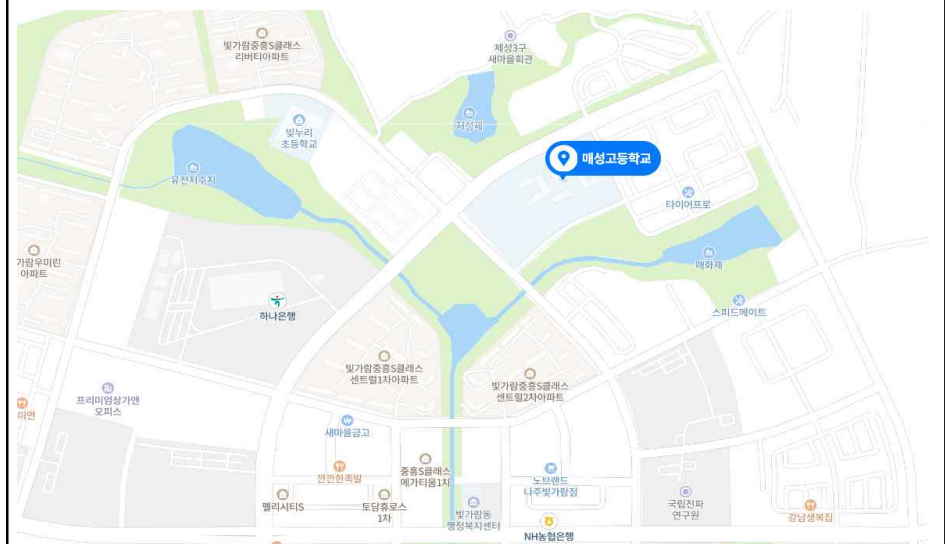 빛가람중흥S클래스
리버티아파트
제성3구
새마을회관
저성제
빛누리
초등학교
매성고등학교
유전저수지
타이어프로
매화제
가람우미린
아파트
하나은행
스피드메이트
빛가람중흥S클래스
센트럴1차아파트
빛가람중흥S클래스
센트럴2차아파트
프리미엄상가앤
오피스
미연
새마을금고
깐깐한족발
중흥S클래스
메가티움1차
노브랜드
나주빛가람점
펠리시티S
토담휴로스
1차
빛가람동
행정복지센터
NH농협은행
국립전파
연구원
강남생복집